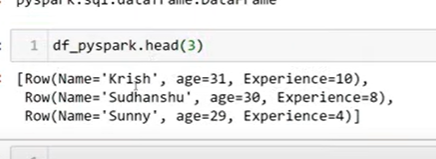 pyspark.sql.dataframe.DataFrame
1 df_pyspark.head(3)
[Row(Name='Krish', age=31, Experience=10),
Row(Name='Sudhanshu', age=30, Experience=8),
Row(Name='Sunny', age=29, Experience=4)]